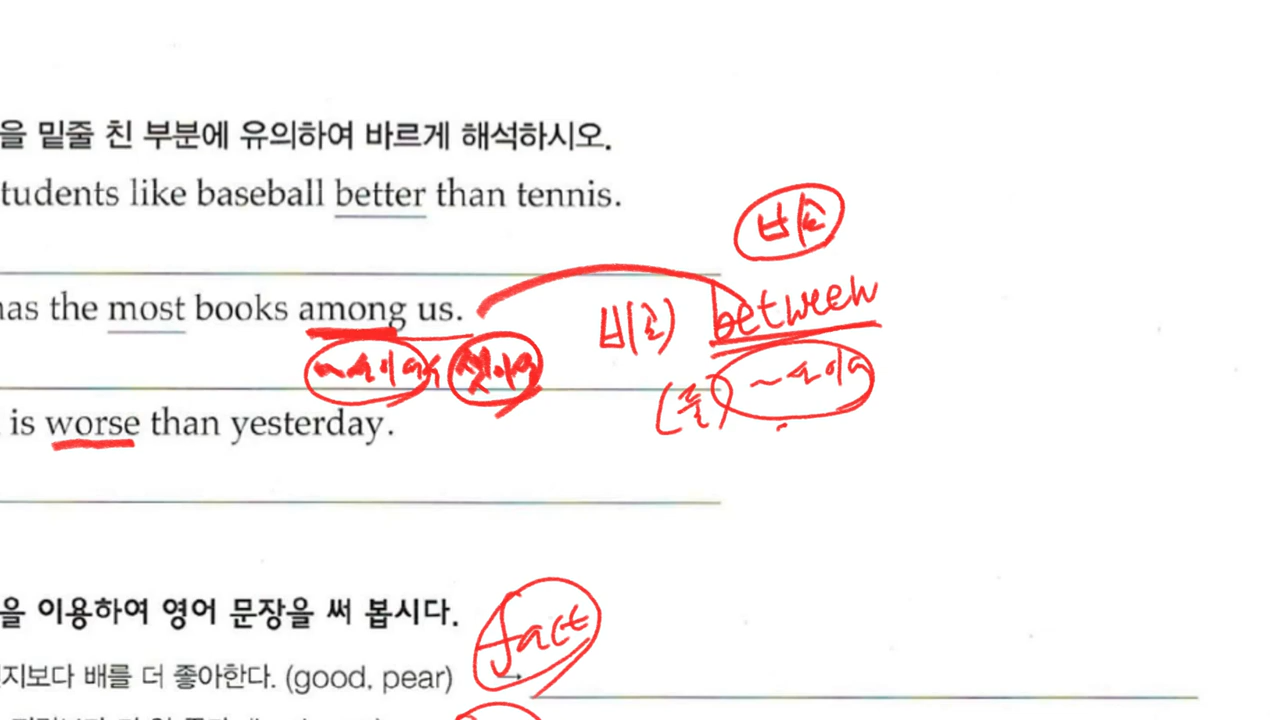 을 밑줄 친 부분에 유의하여 바르게 해석하시오.
tudents like baseball better than tennis.
비교
has the most books among us.
비교) between
~사이에서 셋이상
(둘) ~사이에
is worse than yesterday.
을 이용하여 영어 문장을 써 봅시다.
fact
지보다 배를 더 좋아한다. (good, pear) →